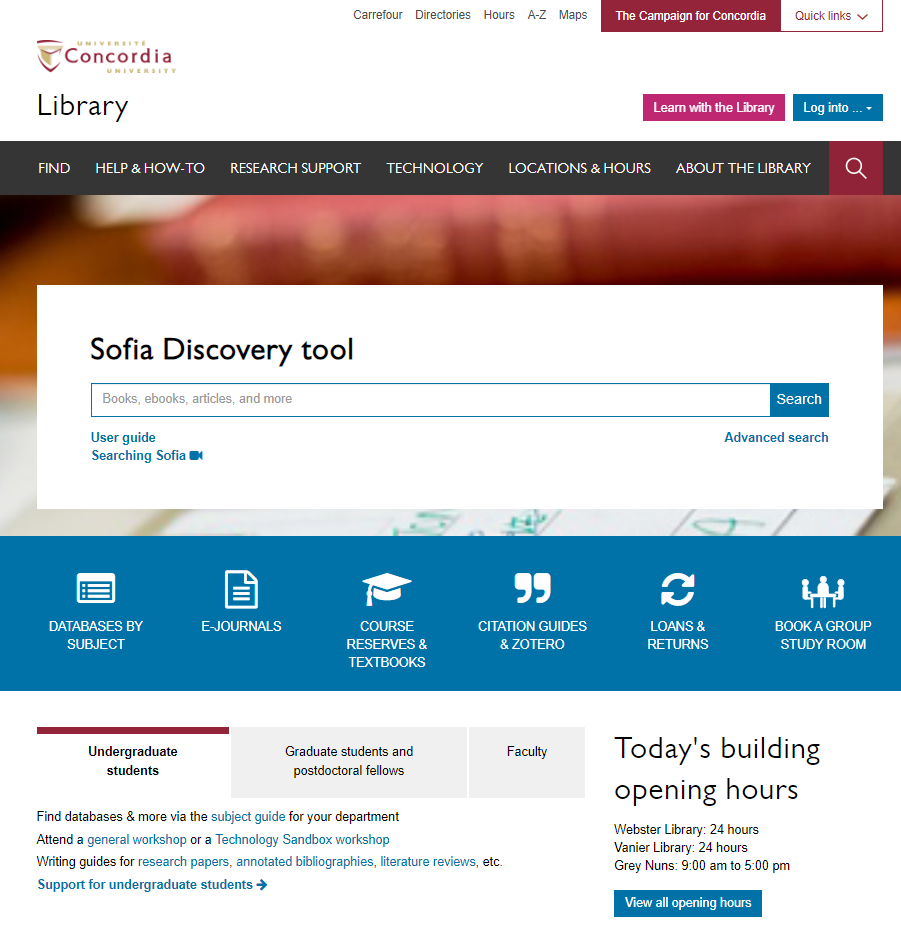 Carrefour Directories Hours A-Z Maps The Campaign for Concordia Quick links
UNIVERSITÉ
Concordia
UNIVERSITY
Library
Learn with the Library Log into ...
FIND HELP & HOW-TO RESEARCH SUPPORT TECHNOLOGY LOCATIONS & HOURS ABOUT THE LIBRARY
Sofia Discovery tool
Books, ebooks, articles, and more Search
User guide Advanced search
Searching Sofia
DATABASES BY
SUBJECT
E-JOURNALS
COURSE
RESERVES &
TEXTBOOKS
CITATION GUIDES
& ZOTERO
LOANS &
RETURNS
BOOK A GROUP
STUDY ROOM
Undergraduate
students
Graduate students and
postdoctoral fellows
Faculty
Find databases & more via the subject guide for your department
Attend a general workshop or a Technology Sandbox workshop
Writing guides for research papers, annotated bibliographies, literature reviews, etc.
Support for undergraduate students
Today's building
opening hours
Webster Library: 24 hours
Vanier Library: 24 hours
Grey Nuns: 9:00 am to 5:00 pm
View all opening hours